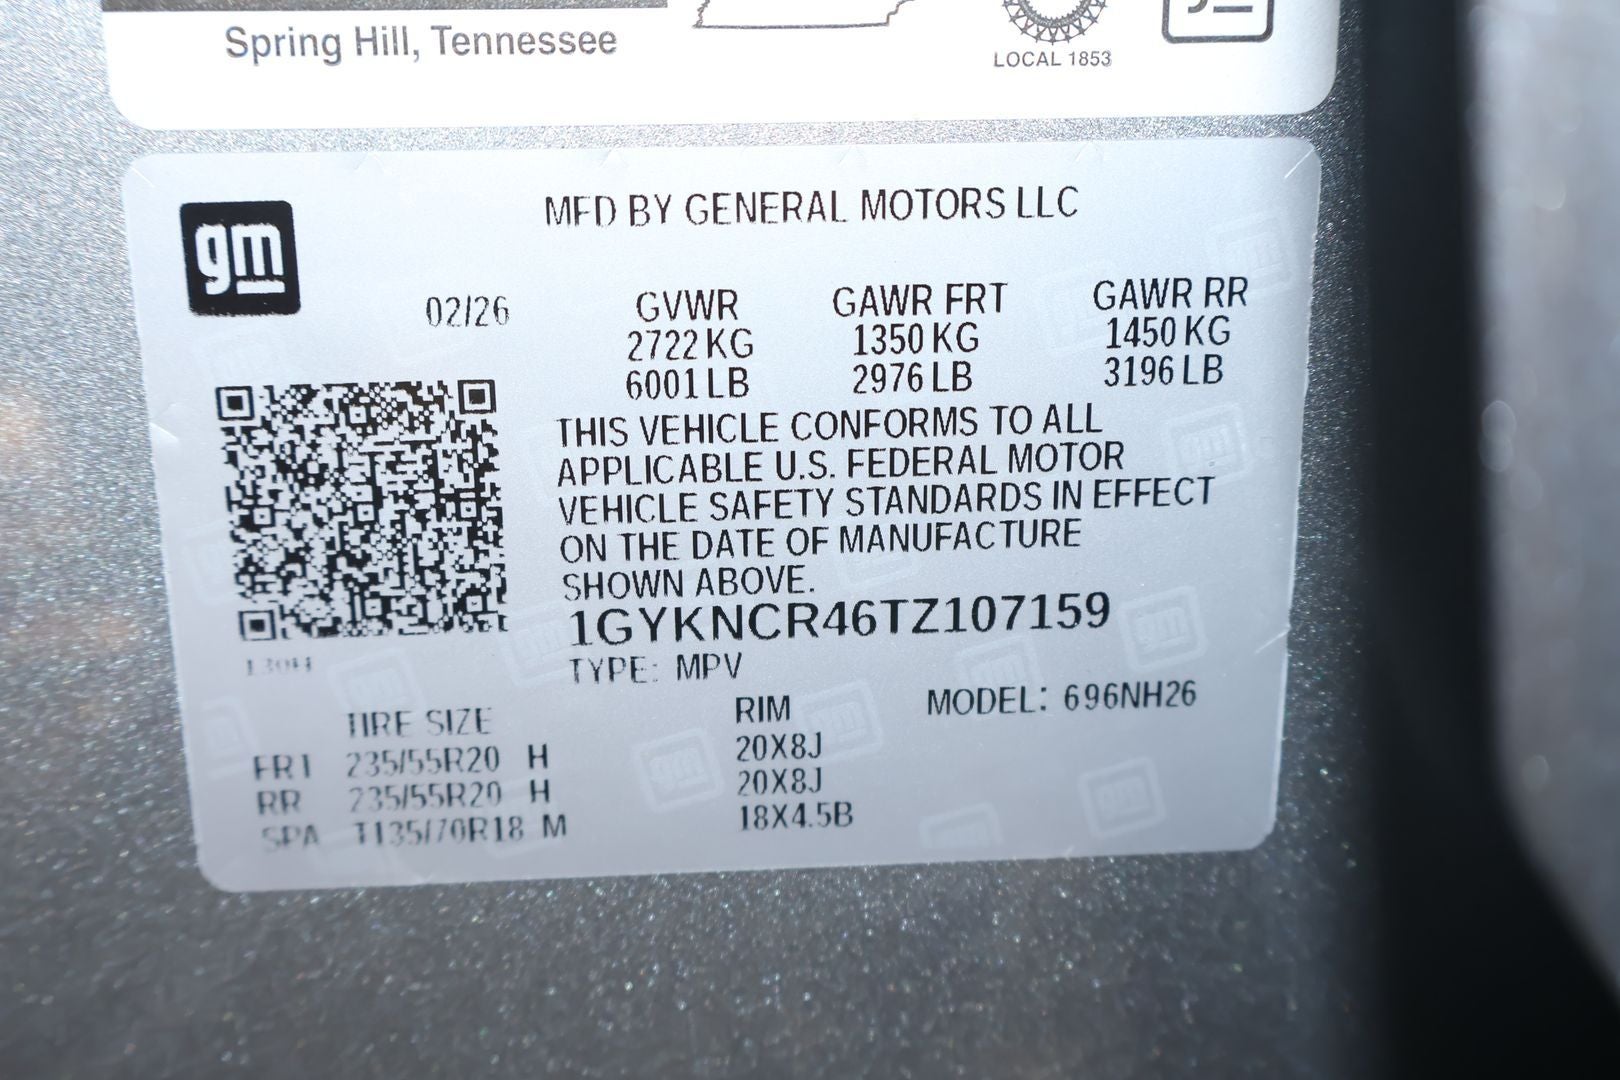 Spring Hill, Tennessee
LOCAL 1853
gm
MFD BY GENERAL MOTORS LLC
02/26
GVWR GAWR FRT GAWR RR
2722 KG 1350 KG 1450 KG
6001 LB 2976 LB 3196 LB
THIS VEHICLE CONFORMS TO ALL
APPLICABLE U.S. FEDERAL MOTOR
VEHICLE SAFETY STANDARDS IN EFFECT
ON THE DATE OF MANUFACTURE
SHOWN ABOVE.
1GYKNCR46TZ107159
TYPE: MPV
TIRE SIZE RIM MODEL: 696NH26
FRT 235/55R20 H 20X8J
RR 235/55R20 H 20X8J
SPA T135/70R18 M 18X4.5B